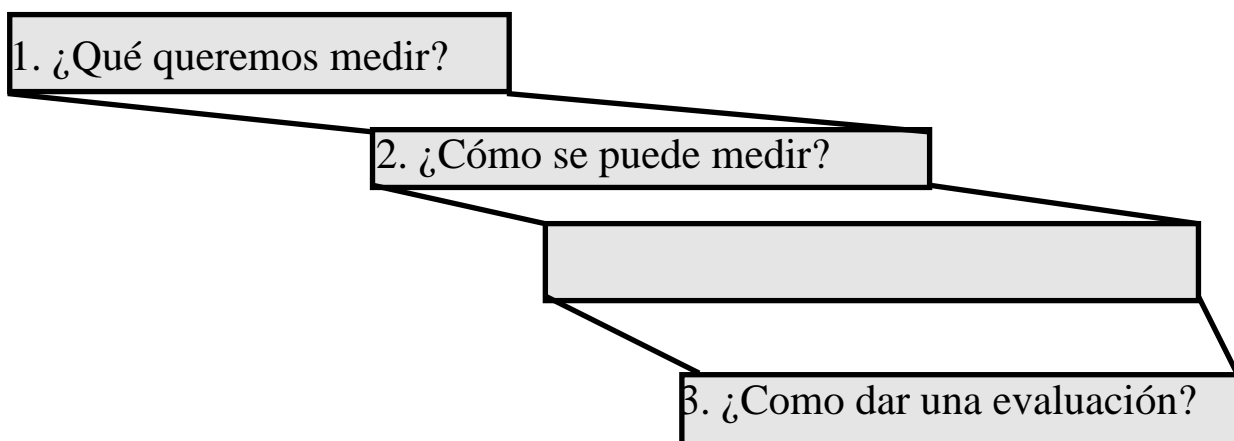 1. ¿Qué queremos medir?
2. ¿Cómo se puede medir?
3. ¿Como dar una evaluación?